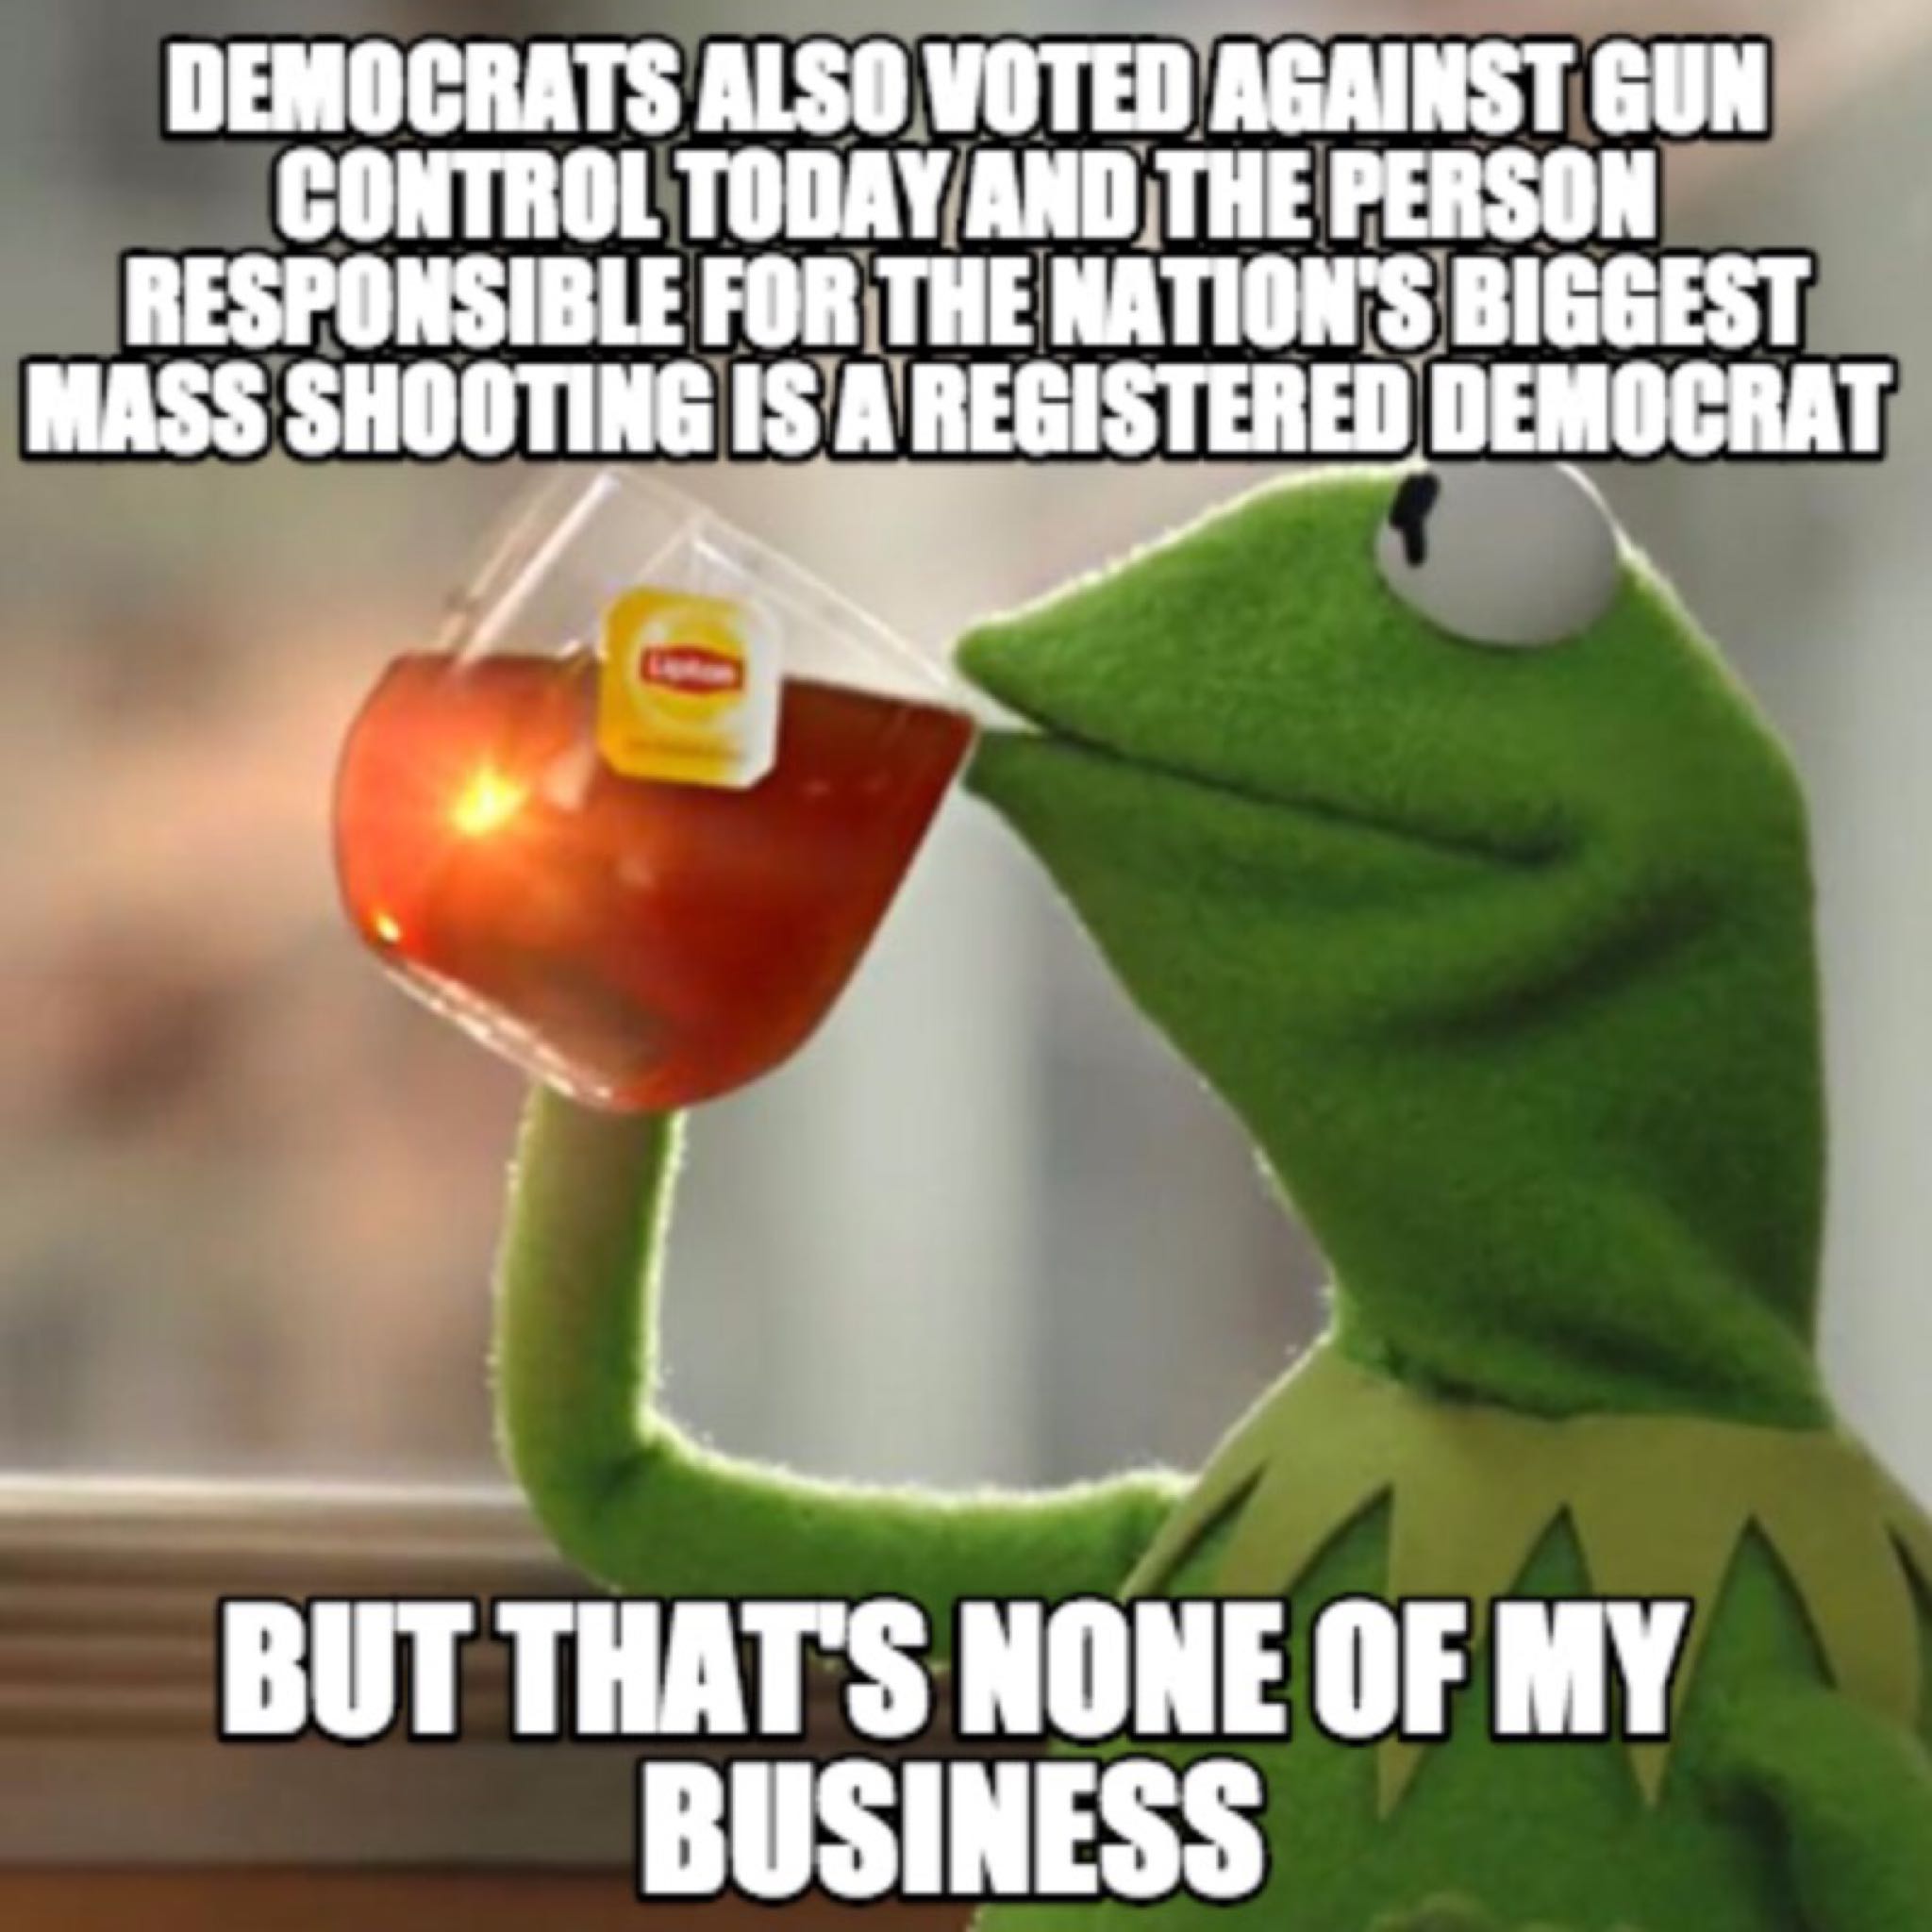 DEMOCRATS ALSO VOTED AGAINST GUN
CONTROL TODAY AND THE PERSON
RESPONSIBLE FOR THE NATION'S BIGGEST
MASS SHOOTING IS A REGISTERED DEMOCRAT
Lipton
BUT THAT'S NONE OF MY
BUSINESS